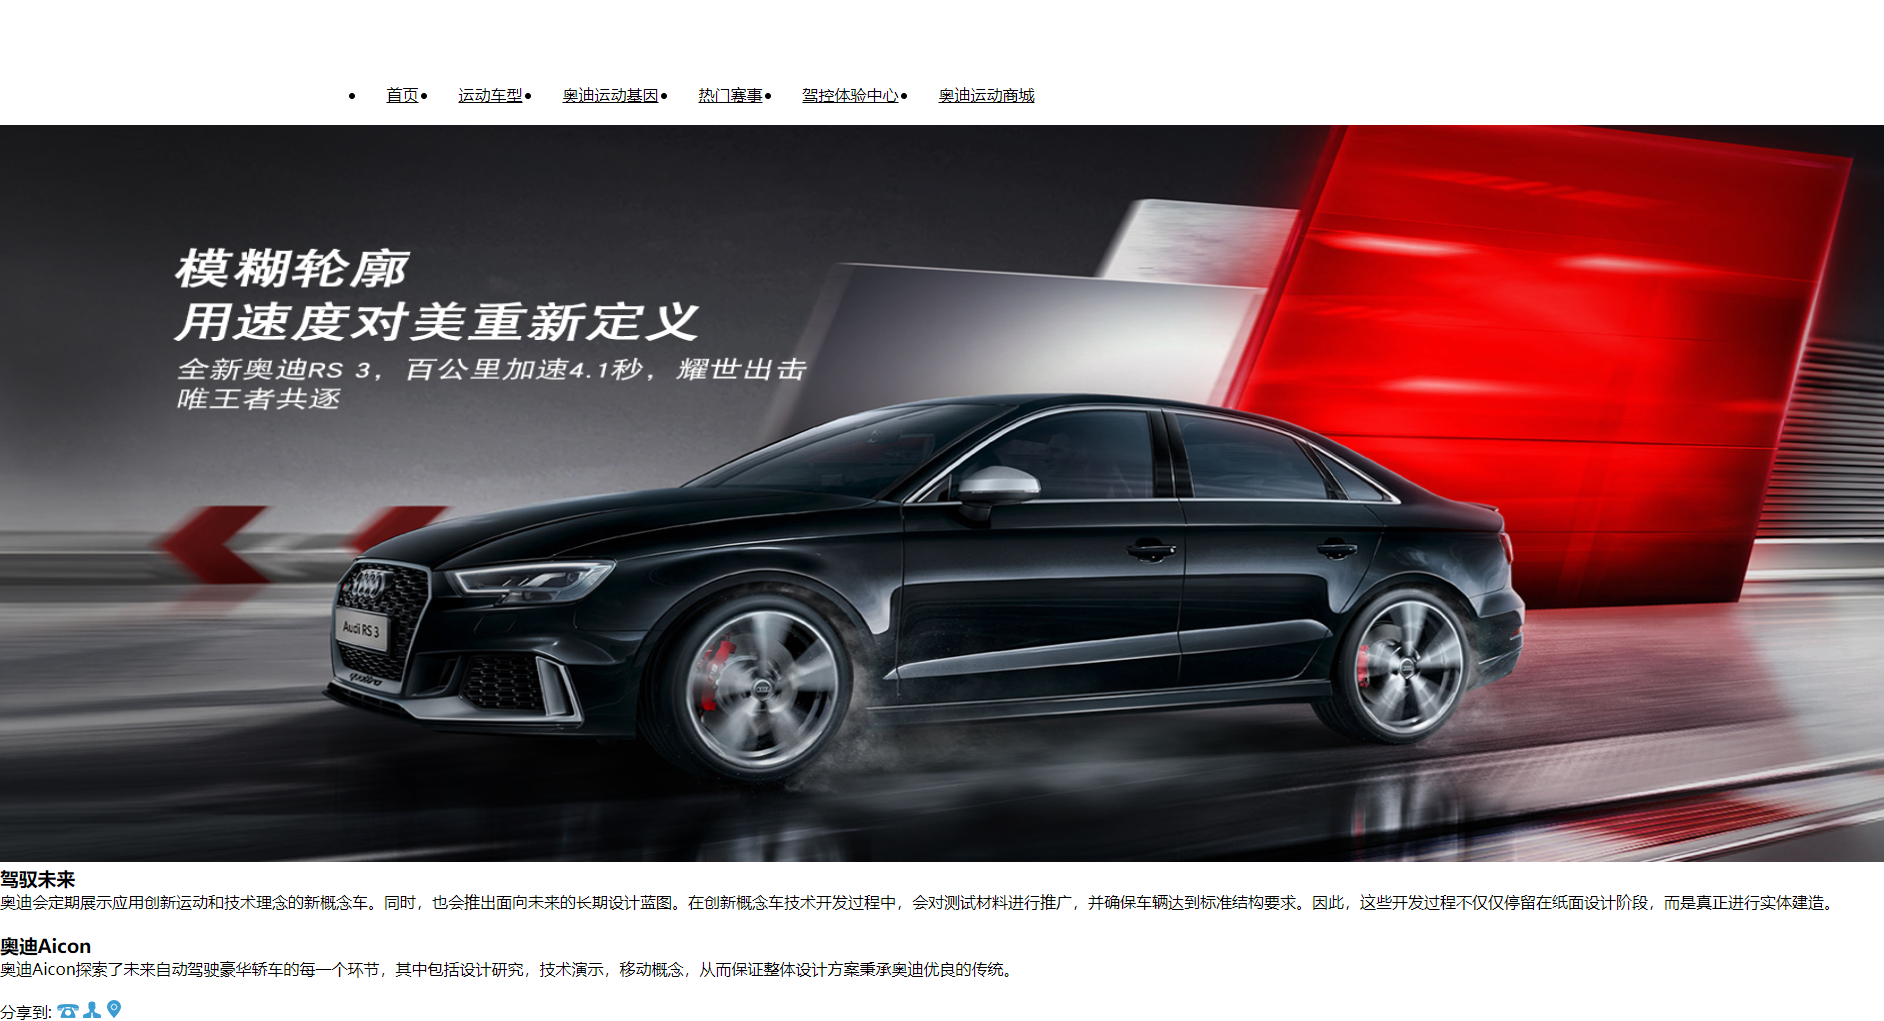 • 首页 • 运动车型 • 奥迪运动基因 • 热门赛事 • 驾控体验中心 • 奥迪运动商城
模糊轮廓
用速度对美重新定义
全新奥迪RS 3，百公里加速4.1秒，耀世出击
唯王者共逐
Audi RS 3
quattro
驾驭未来
奥迪会定期展示应用创新运动和技术理念的新概念车。同时，也会推出面向未来的长期设计蓝图。在创新概念车技术开发过程中，会对测试材料进行推广，并确保车辆达到标准结构要求。因此，这些开发过程不仅仅停留在纸面设计阶段，而是真正进行实体建造。
奥迪Aicon
奥迪Aicon探索了未来自动驾驶豪华轿车的每一个环节，其中包括设计研究，技术演示，移动概念，从而保证整体设计方案秉承奥迪优良的传统。
分享到: